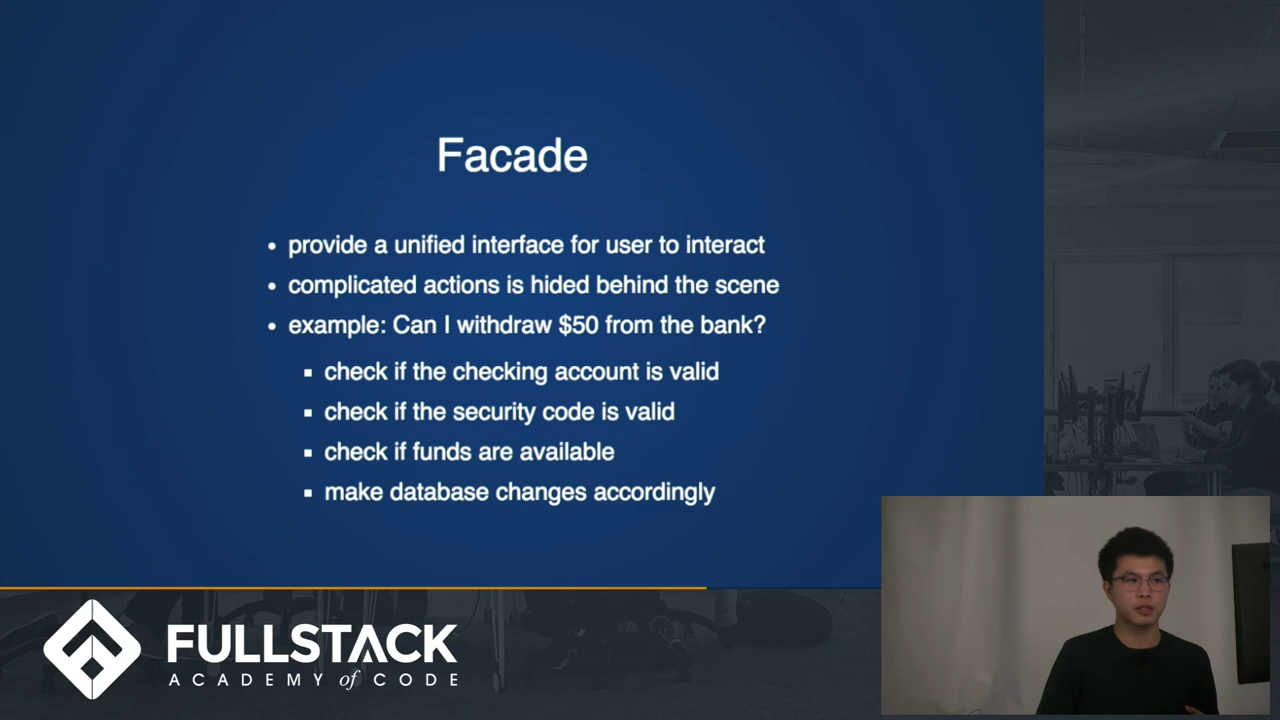 Facade
• provide a unified interface for user to interact
• complicated actions is hided behind the scene
• example: Can I withdraw $50 from the bank?
▪ check if the checking account is valid
▪ check if the security code is valid
▪ check if funds are available
▪ make database changes accordingly
FULLSTACK
ACADEMY of CODE